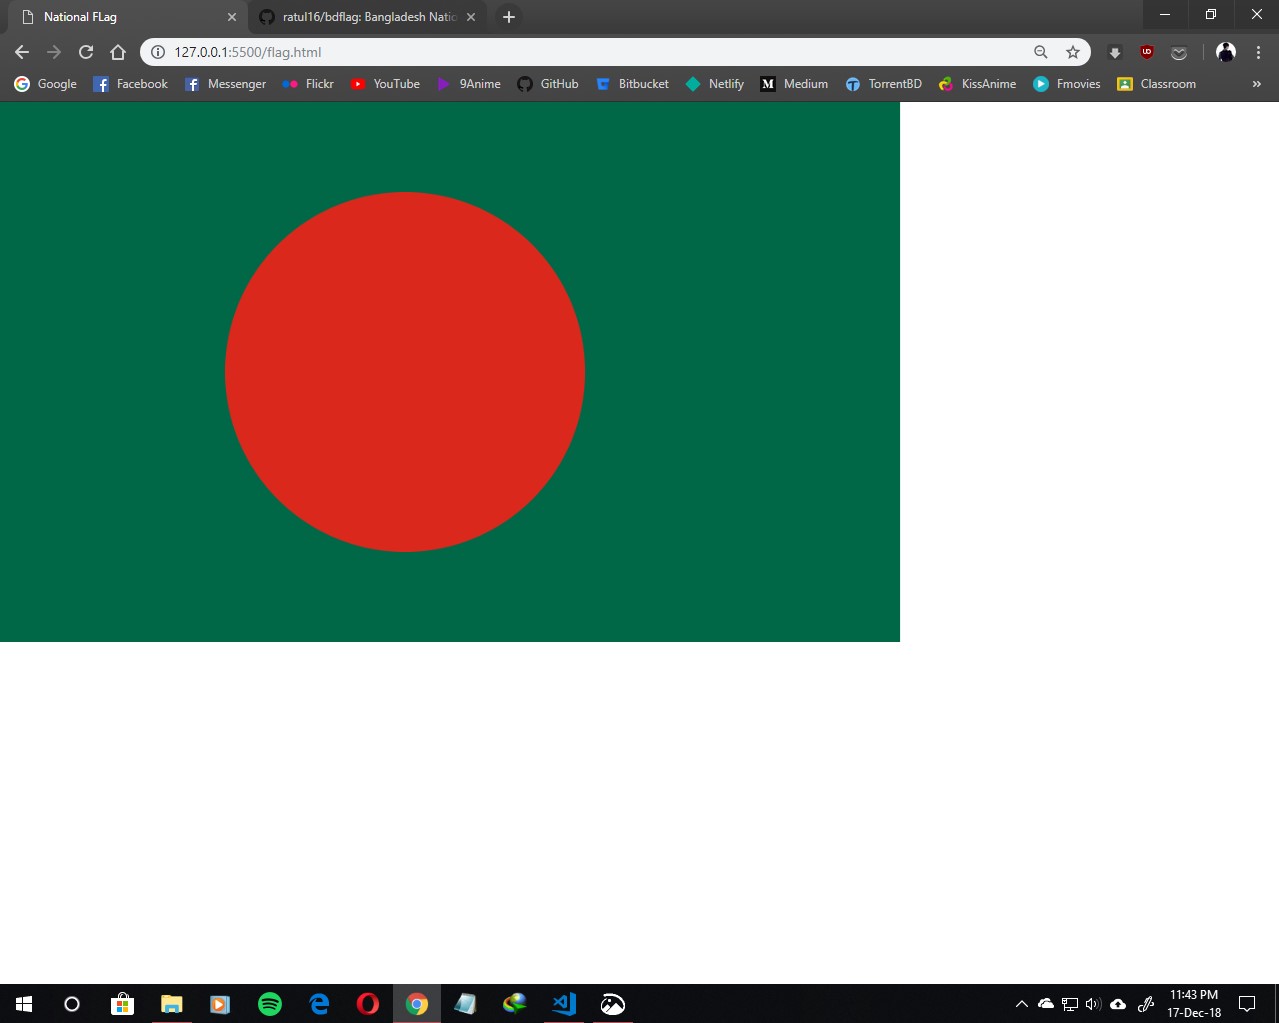 National FLag
ratul16/bdflag: Bangladesh Natio
127.0.0.1:5500/flag.html
Google Facebook Messenger Flickr YouTube 9Anime GitHub Bitbucket Netlify Medium TorrentBD KissAnime Fmovies Classroom »
11:43 PM
17-Dec-18